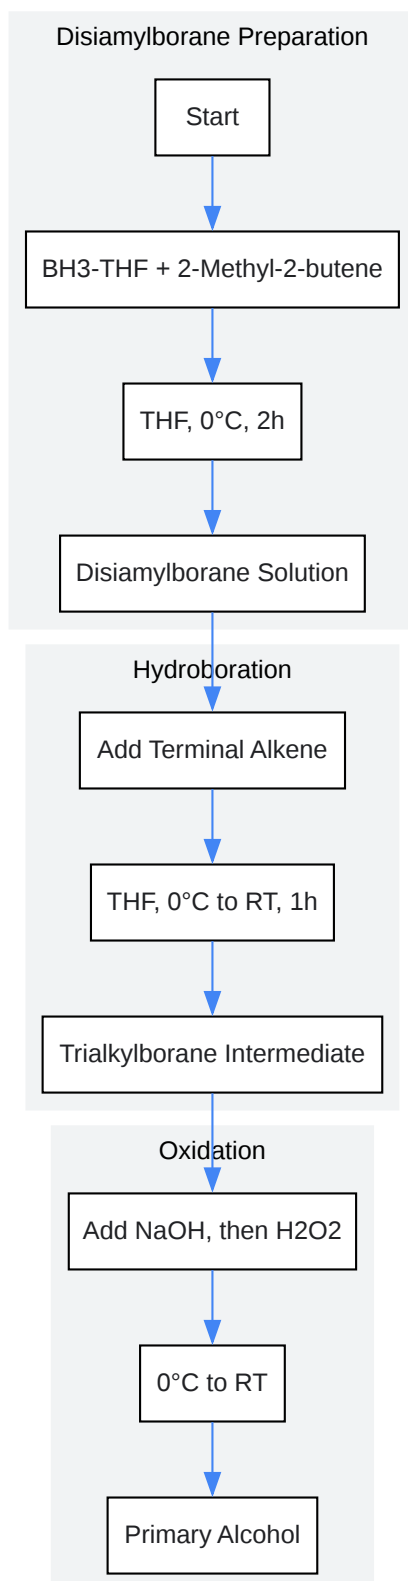 Disiamylborane Preparation
Start
BH3-THF + 2-Methyl-2-butene
THF, 0°C, 2h
Disiamylborane Solution
Hydroboration
Add Terminal Alkene
THF, 0°C to RT, 1h
Trialkylborane Intermediate
Oxidation
Add NaOH, then H2O2
0°C to RT
Primary Alcohol